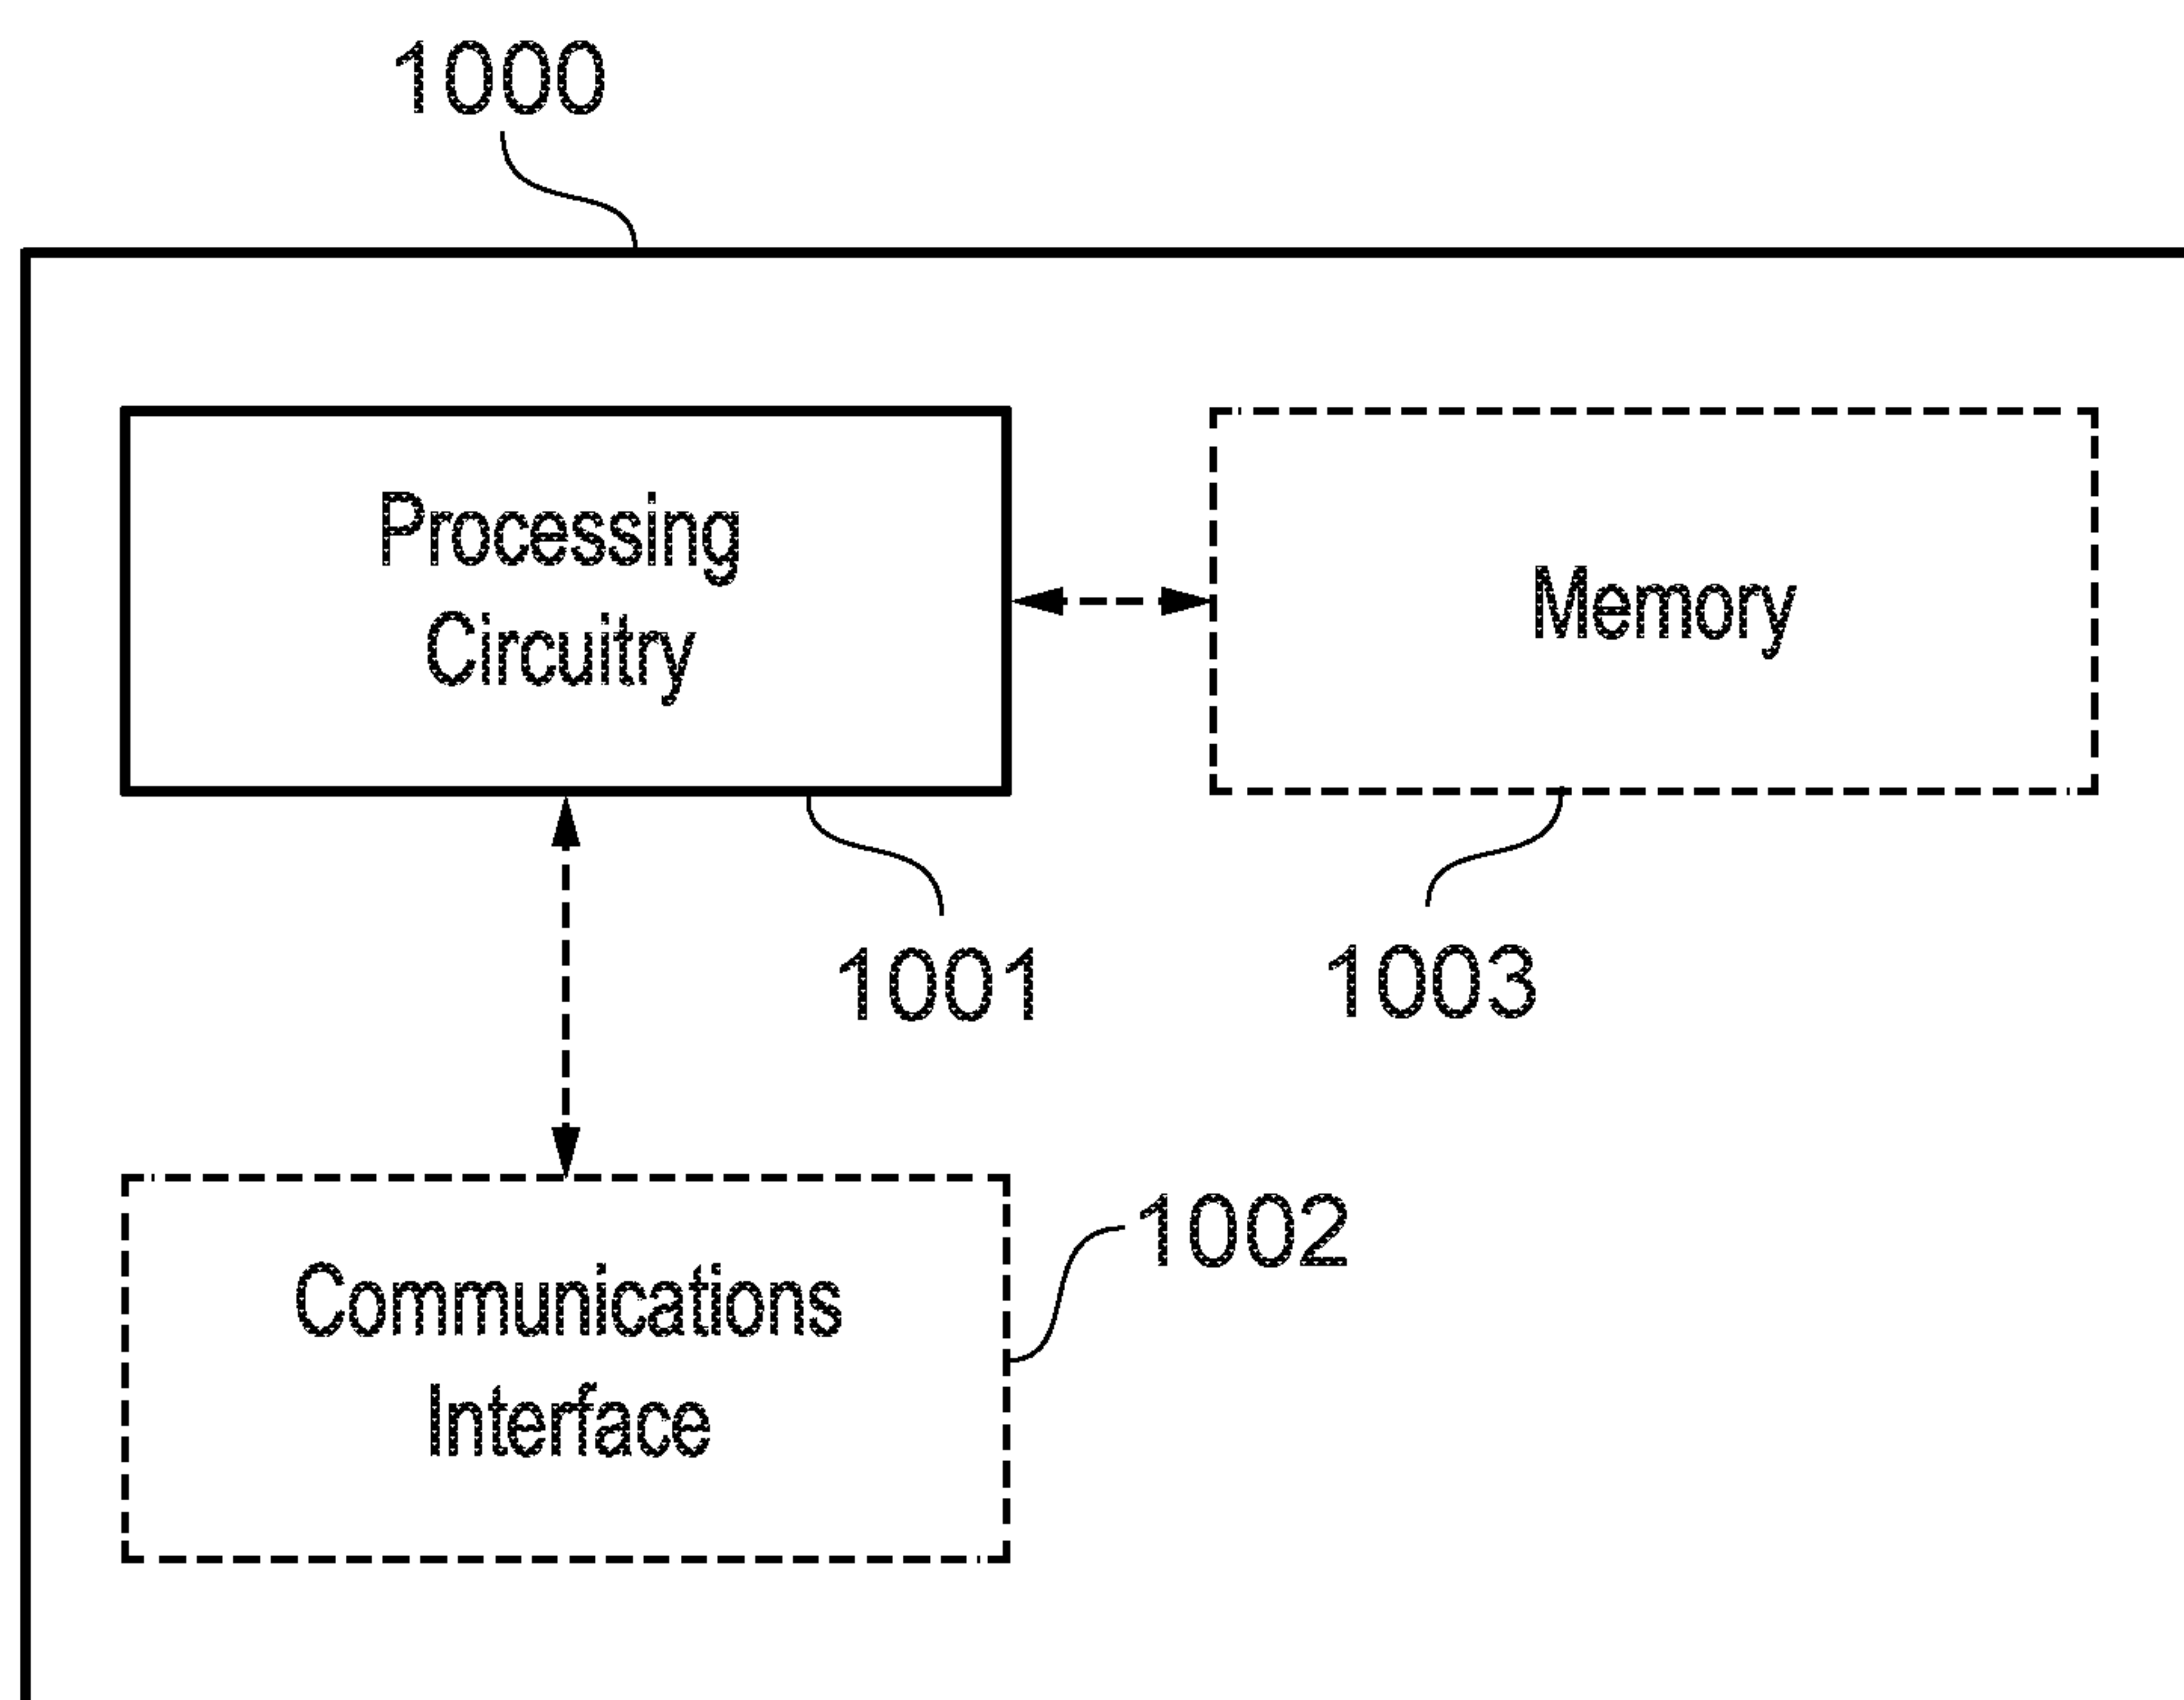 1000
Processing
Circuitry
Memory
1001
1003
1002
Communications
Interface